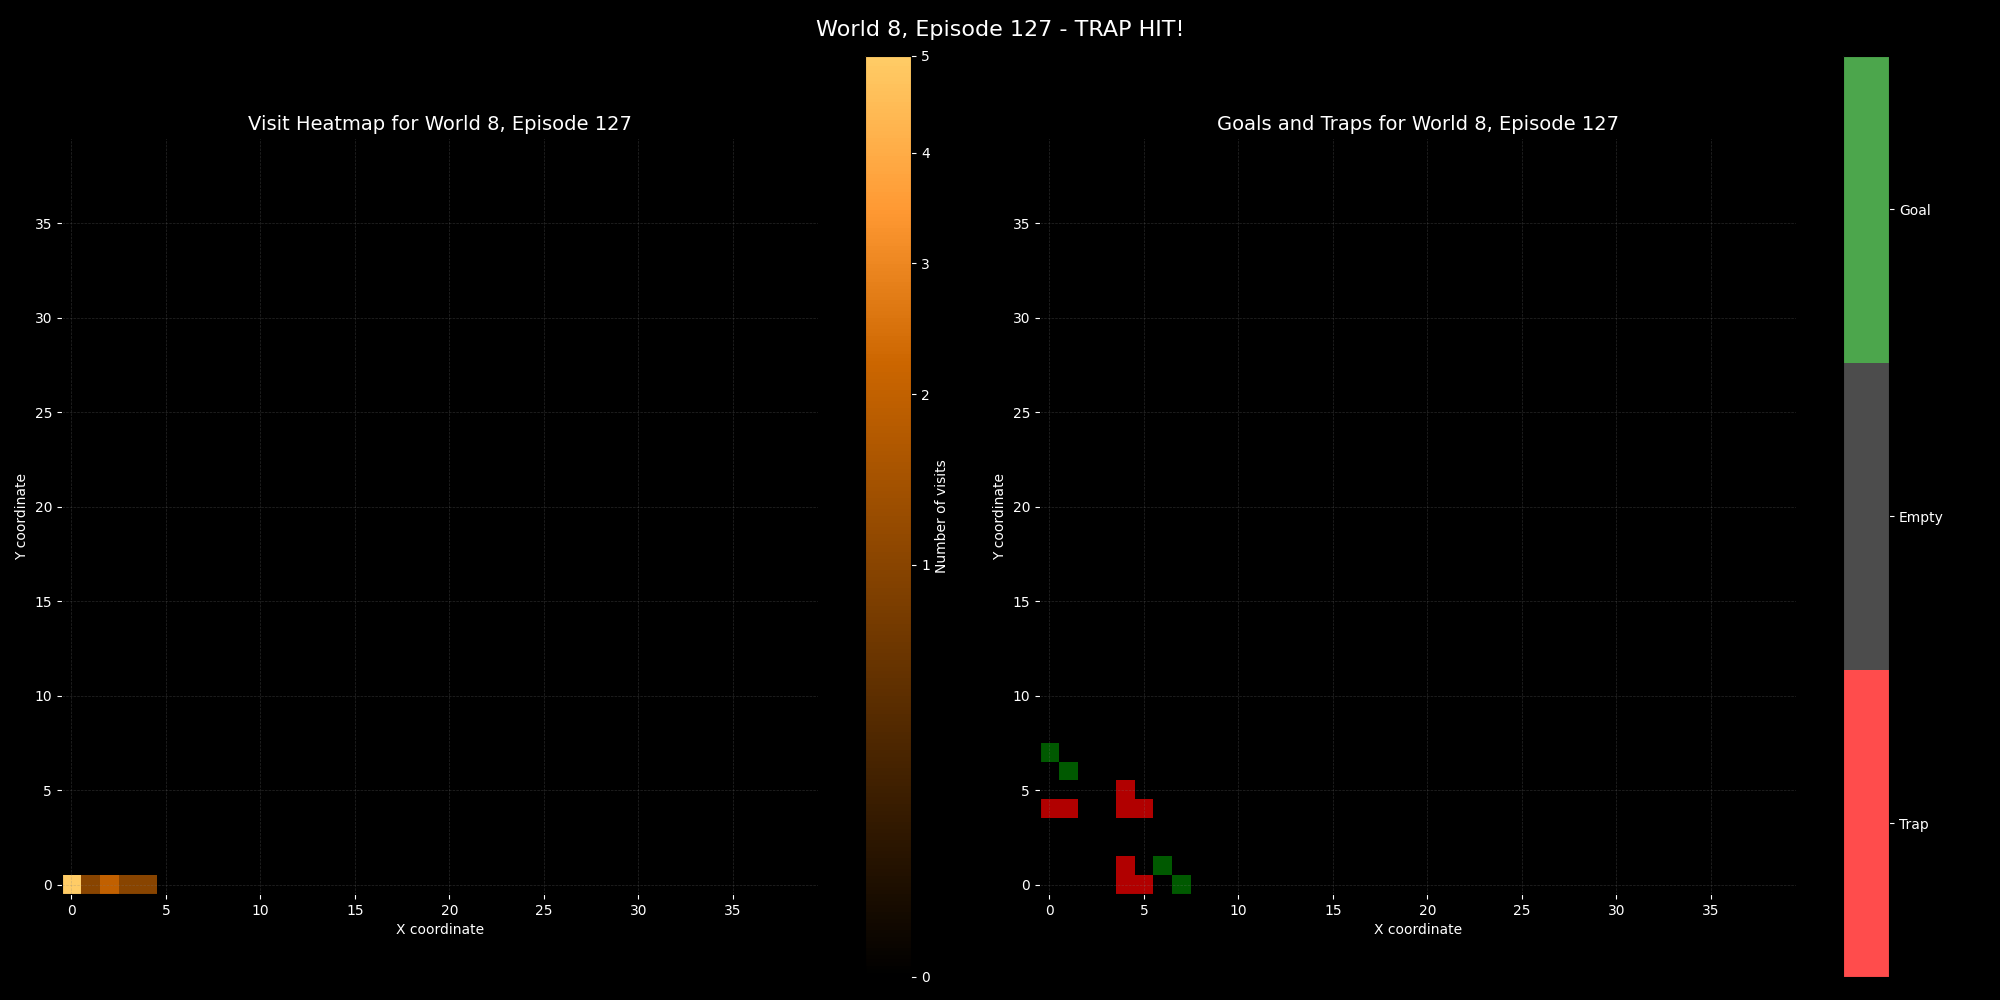 World 8, Episode 127 - TRAP HIT!
Visit Heatmap for World 8, Episode 127
35
30
25
20
15
10
5
0
Y coordinate
0 5 10 15 20 25 30 35
X coordinate
5
4
3
2
1
0
Number of visits
Goals and Traps for World 8, Episode 127
35
30
25
20
15
10
5
0
Y coordinate
0 5 10 15 20 25 30 35
X coordinate
Goal
Empty
Trap